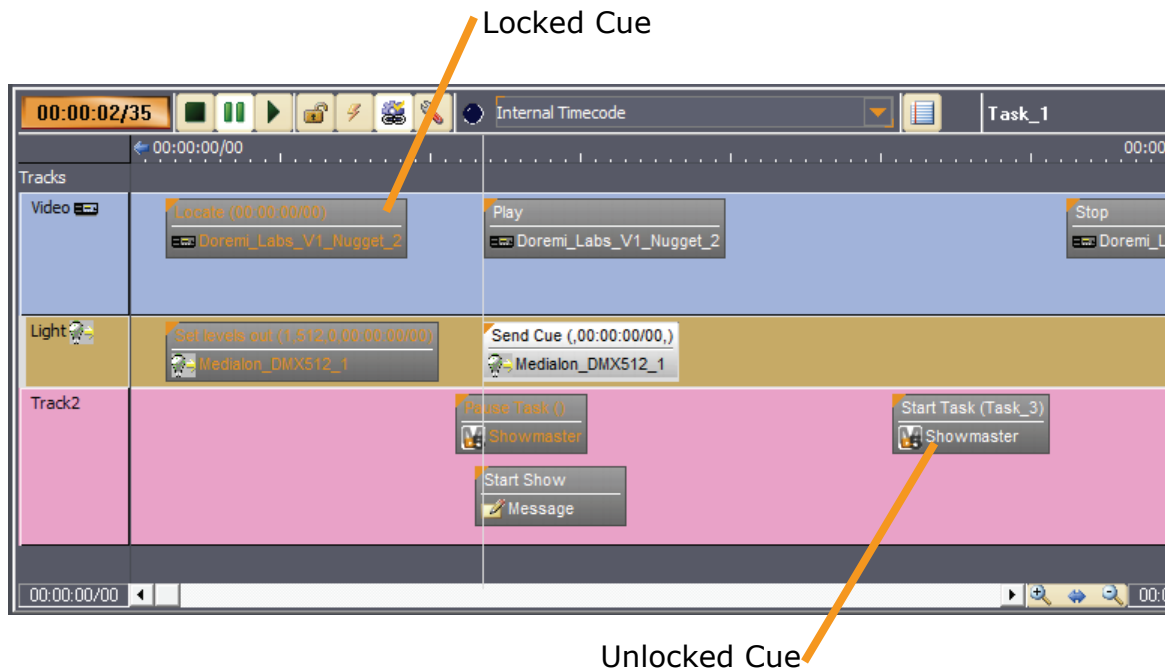 Locked Cue
00:00:02/35
Internal Timecode
Task_1
00:00:00/00
00:00
Tracks
Video
Locate (00:00:00/00)
Doremi_Labs_V1_Nugget_2
Play
Doremi_Labs_V1_Nugget_2
Stop
Doremi_L
Light
Set levels out (1,512,0,00:00:00/00)
Medialon_DMX512_1
Send Cue (,00:00:00/00,)
Medialon_DMX512_1
Track2
Pause Task ()
Showmaster
Start Task (Task_3)
Showmaster
Start Show
Message
00:00:00/00
00:0
Unlocked Cue